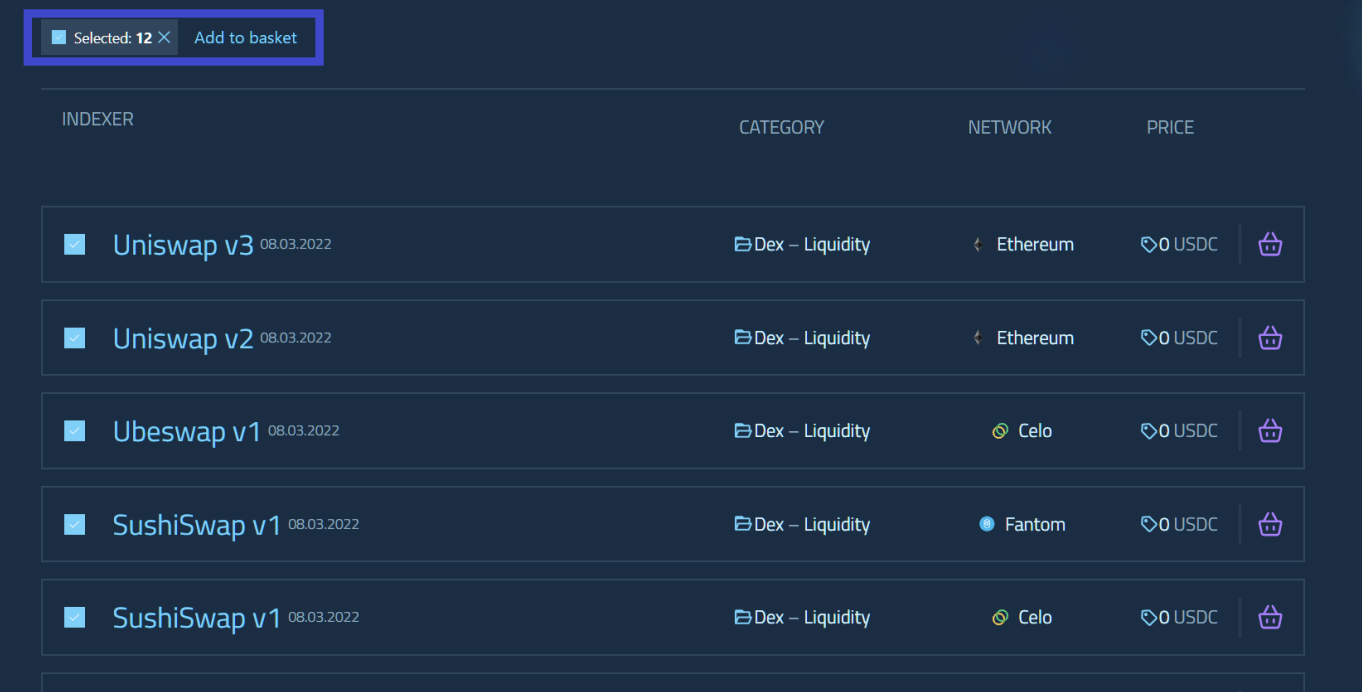 Selected: 12 Add to basket
INDEXER CATEGORY NETWORK PRICE
Uniswap v3 08.03.2022 Dex – Liquidity Ethereum 0 USDC
Uniswap v2 08.03.2022 Dex – Liquidity Ethereum 0 USDC
Ubeswap v1 08.03.2022 Dex – Liquidity Celo 0 USDC
SushiSwap v1 08.03.2022 Dex – Liquidity Fantom 0 USDC
SushiSwap v1 08.03.2022 Dex – Liquidity Celo 0 USDC